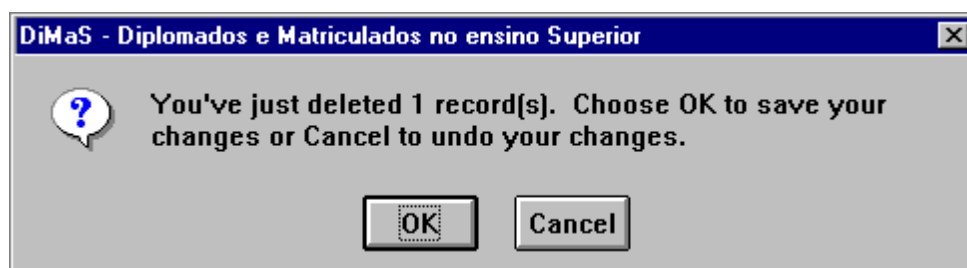 DiMaS - Diplomados e Matriculados no ensino Superior
You've just deleted 1 record(s).  Choose OK to save your
changes or Cancel to undo your changes.
OK Cancel